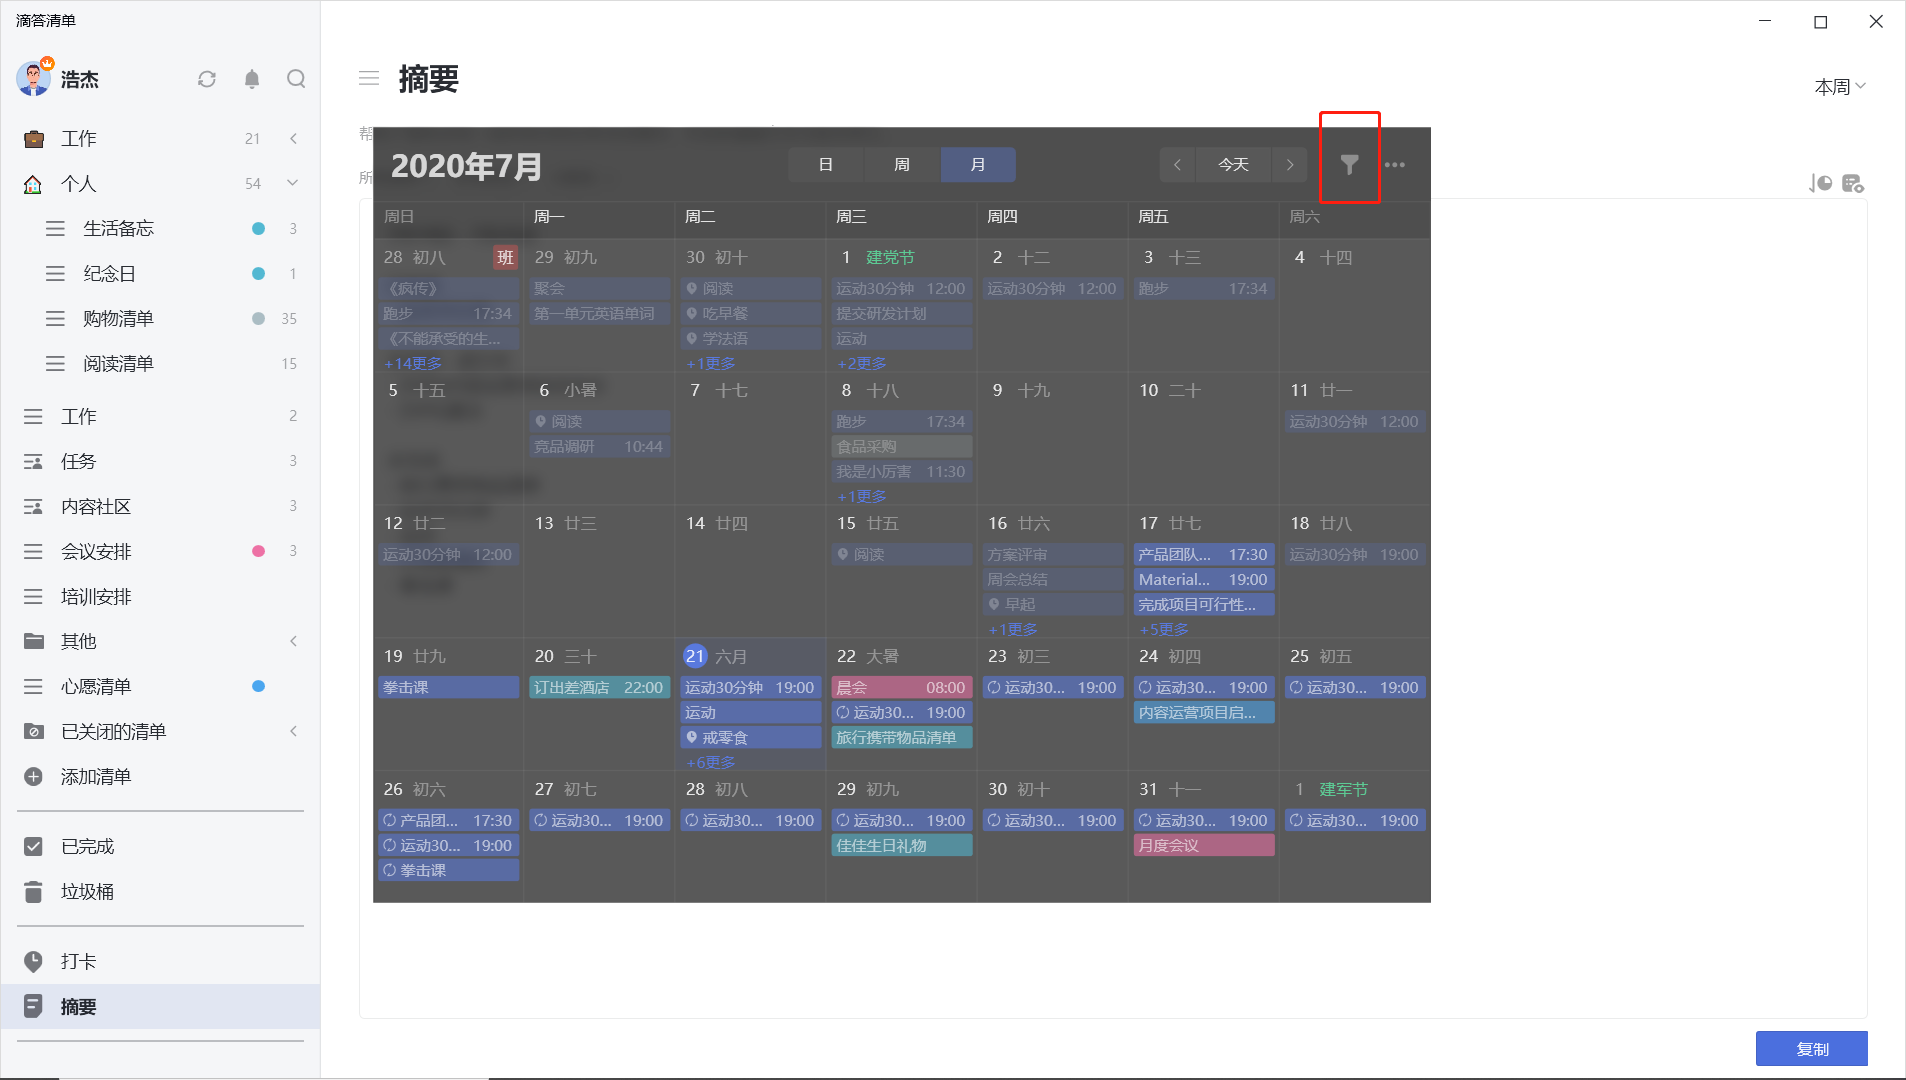 滴答清单
浩杰
工作 21
个人 54
生活备忘 3
纪念日 1
购物清单 35
阅读清单 15
工作 2
任务 3
内容社区 3
会议安排 3
培训安排
其他
心愿清单
已关闭的清单
添加清单
已完成
垃圾桶
打卡
摘要
摘要
本周
帮
所
2020年7月
日 周 月
今天
周日 周一 周二 周三 周四 周五 周六
28 初八 班
《疯传》
跑步 17:34
《不能承受的生...
+14更多
29 初九
聚会
第一单元英语单词
30 初十
阅读
吃早餐
学法语
+1更多
1 建党节
运动30分钟 12:00
提交研发计划
运动
+2更多
2 十二
运动30分钟 12:00
3 十三
跑步 17:34
4 十四
5 十五
6 小暑
阅读
竞品调研 10:44
7 十七
8 十八
跑步 17:34
食品采购
我是小厉害 11:30
+1更多
9 十九
10 二十
11 廿一
运动30分钟 12:00
12 廿二
运动30分钟 12:00
13 廿三
14 廿四
15 廿五
阅读
16 廿六
方案评审
周会总结
早起
+1更多
17 廿七
产品团队... 17:30
Material... 19:00
完成项目可行性...
+5更多
18 廿八
运动30分钟 19:00
19 廿九
拳击课
20 三十
订出差酒店 22:00
21 六月
运动30分钟 19:00
运动
戒零食
+6更多
22 大暑
晨会 08:00
运动30... 19:00
旅行携带物品清单
23 初三
运动30... 19:00
24 初四
运动30... 19:00
内容运营项目启...
25 初五
运动30... 19:00
26 初六
产品团... 17:30
运动30... 19:00
拳击课
27 初七
运动30... 19:00
28 初八
运动30... 19:00
29 初九
运动30... 19:00
佳佳生日礼物
30 初十
运动30... 19:00
31 十一
运动30... 19:00
月度会议
1 建军节
运动30... 19:00
复制